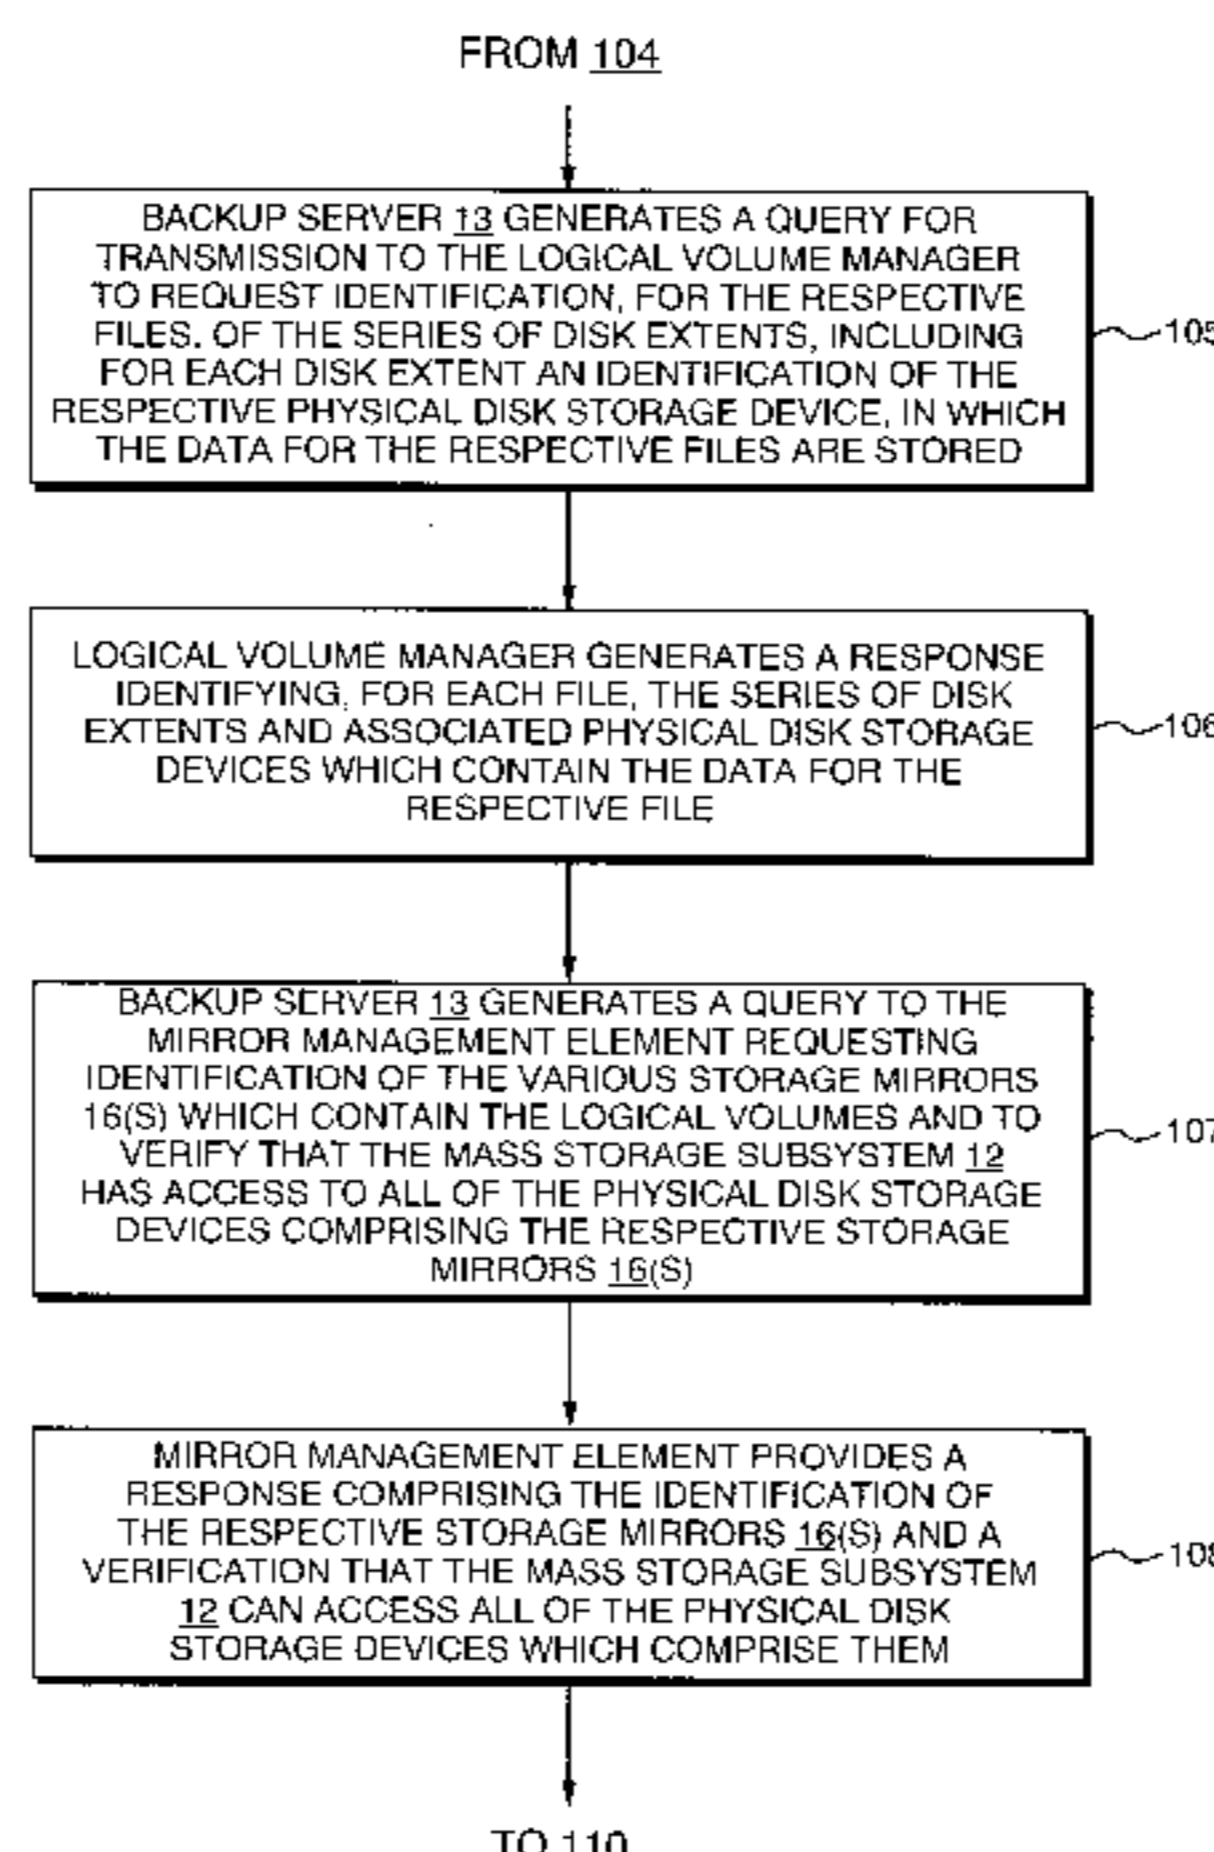 FROM 104
BACKUP SERVER 13 GENERATES A QUERY FOR
TRANSMISSION TO THE LOGICAL VOLUME MANAGER
TO REQUEST IDENTIFICATION, FOR THE RESPECTIVE
FILES. OF THE SERIES OF DISK EXTENTS, INCLUDING
FOR EACH DISK EXTENT AN IDENTIFICATION OF THE
RESPECTIVE PHYSICAL DISK STORAGE DEVICE, IN WHICH
THE DATA FOR THE RESPECTIVE FILES ARE STORED
105
LOGICAL VOLUME MANAGER GENERATES A RESPONSE
IDENTIFYING, FOR EACH FILE, THE SERIES OF DISK
EXTENTS AND ASSOCIATED PHYSICAL DISK STORAGE
DEVICES WHICH CONTAIN THE DATA FOR THE
RESPECTIVE FILE
106
BACKUP SERVER 13 GENERATES A QUERY TO THE
MIRROR MANAGEMENT ELEMENT REQUESTING
IDENTIFICATION OF THE VARIOUS STORAGE MIRRORS
16(S) WHICH CONTAIN THE LOGICAL VOLUMES AND TO
VERIFY THAT THE MASS STORAGE SUBSYSTEM 12
HAS ACCESS TO ALL OF THE PHYSICAL DISK STORAGE
DEVICES COMPRISING THE RESPECTIVE STORAGE
MIRRORS 16(S)
107
MIRROR MANAGEMENT ELEMENT PROVIDES A
RESPONSE COMPRISING THE IDENTIFICATION OF
THE RESPECTIVE STORAGE MIRRORS 16(S) AND A
VERIFICATION THAT THE MASS STORAGE SUBSYSTEM
12 CAN ACCESS ALL OF THE PHYSICAL DISK
STORAGE DEVICES WHICH COMPRISE THEM
108
TO 110